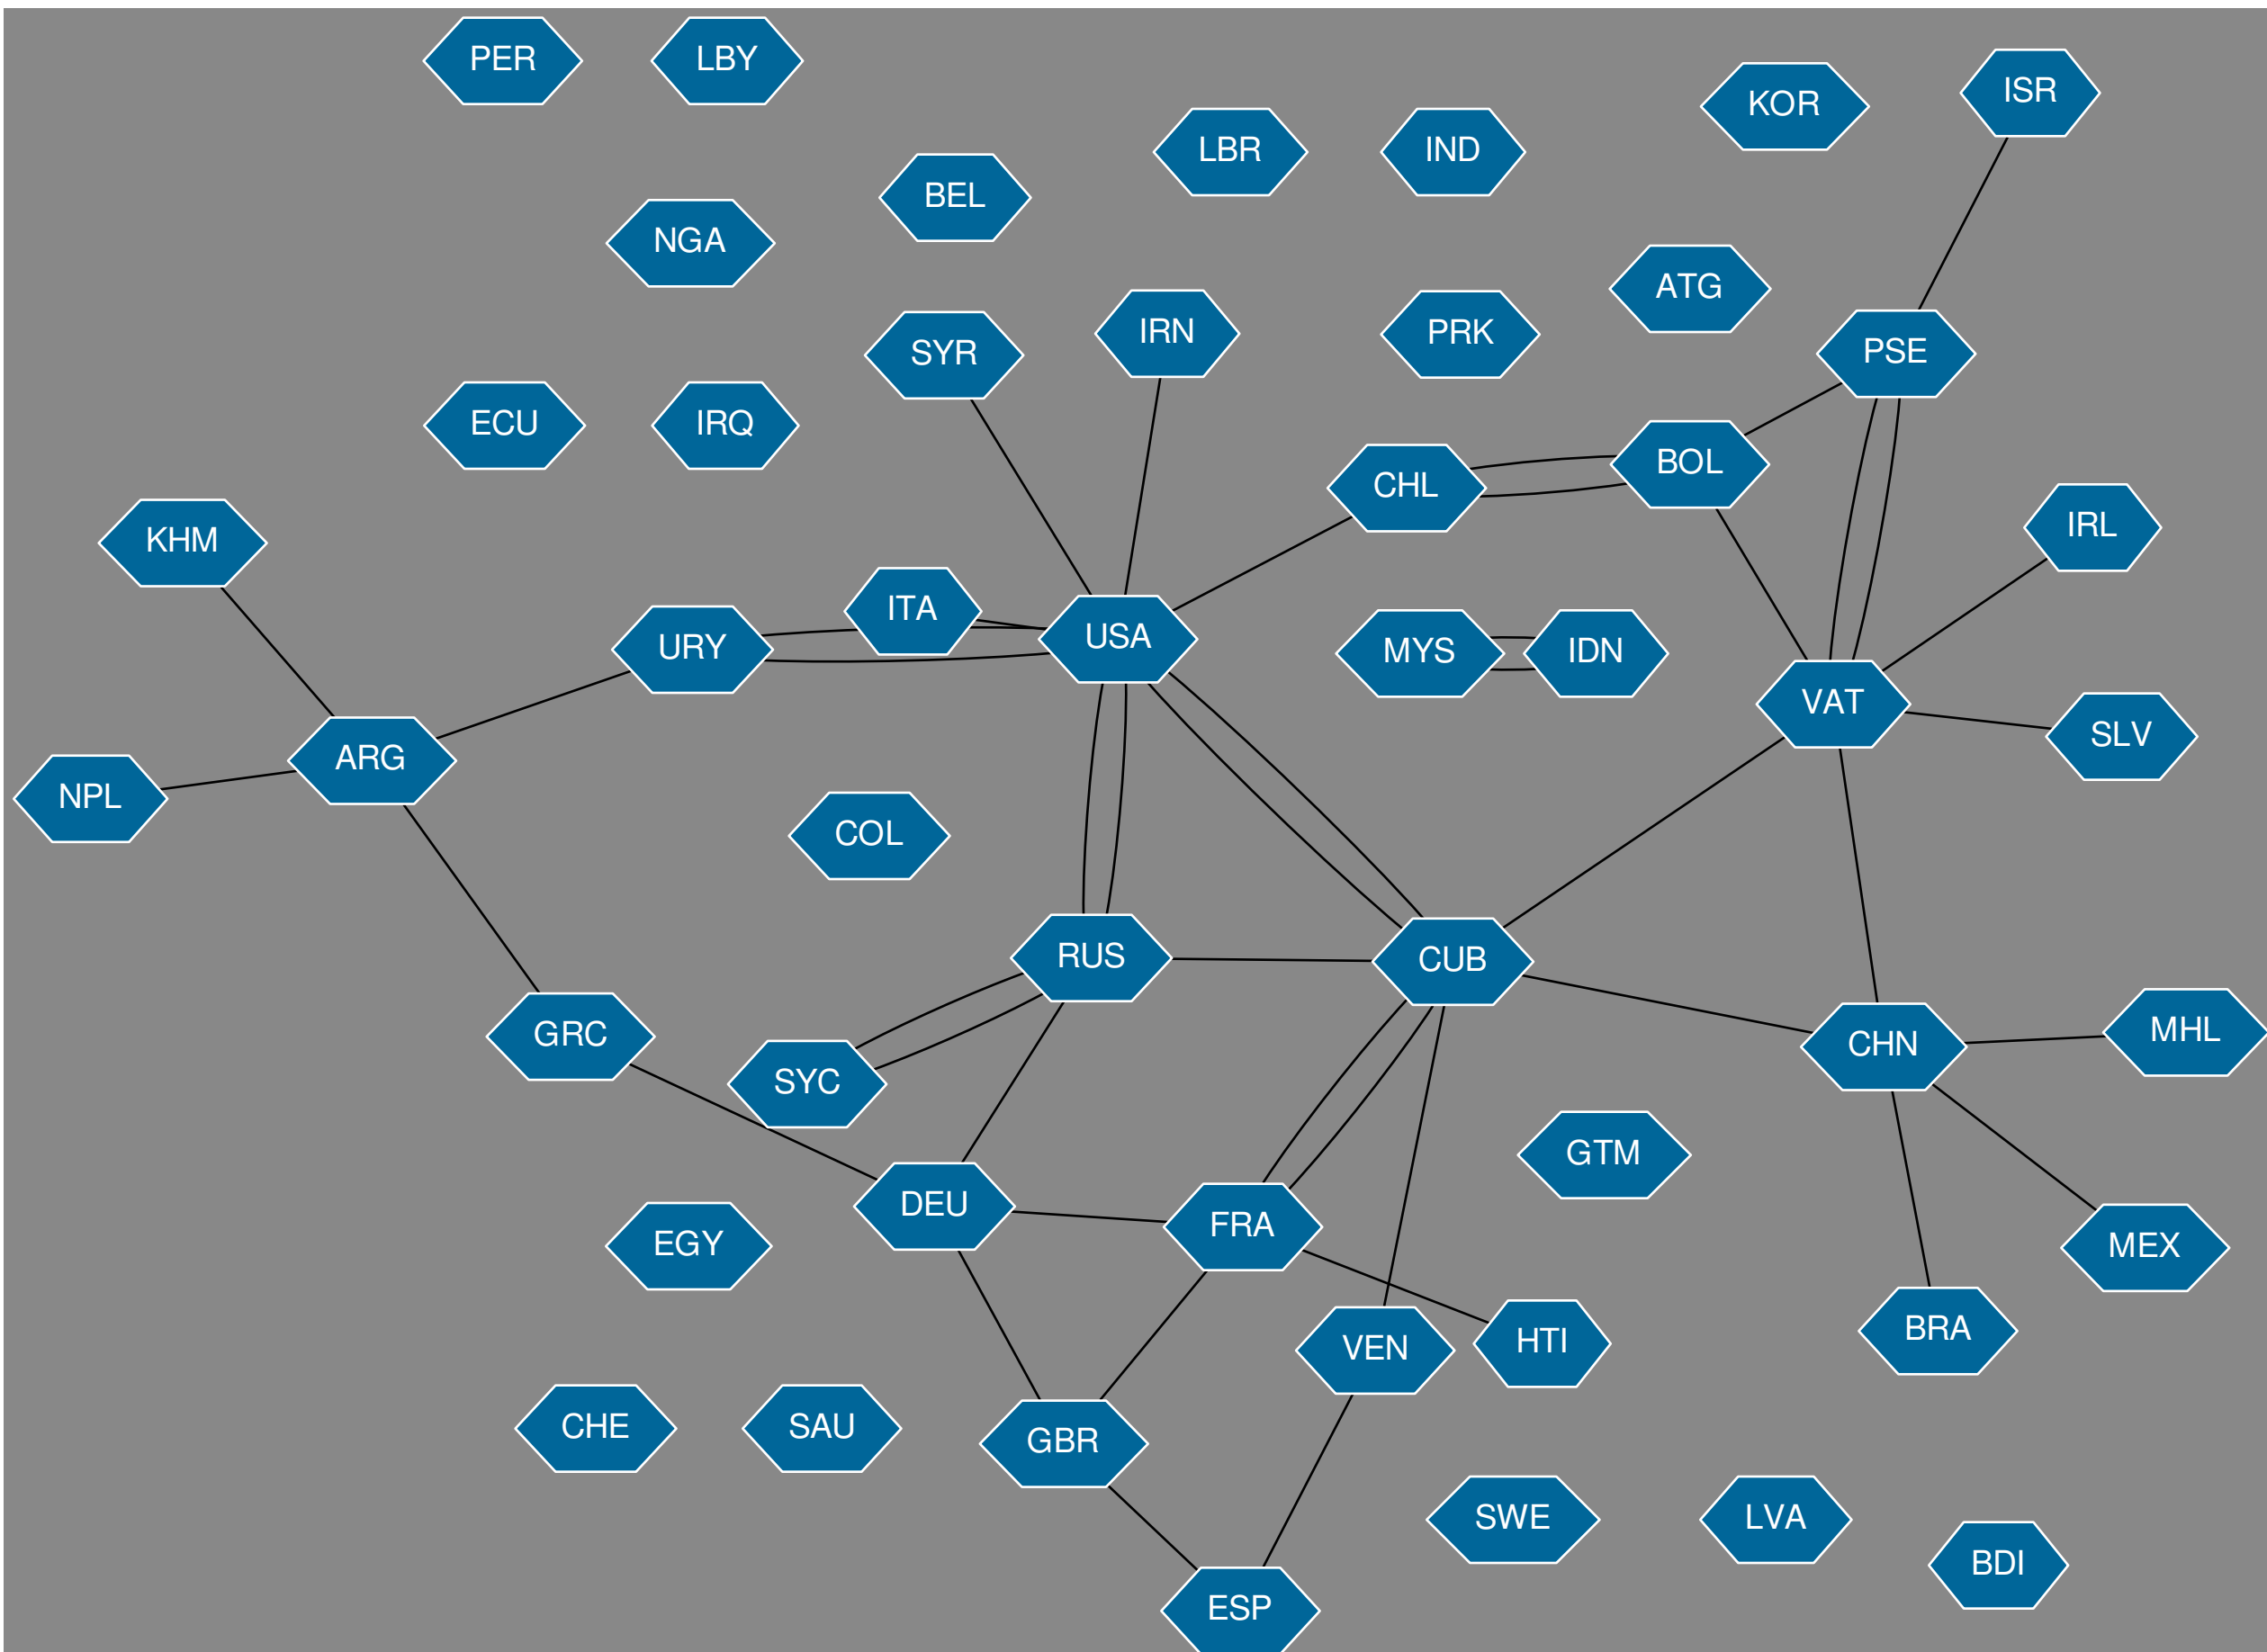 PER
LBY
ISR
KOR
LBR
IND
BEL
NGA
ATG
IRN
PRK
SYR
PSE
ECU
IRQ
BOL
CHL
IRL
KHM
ITA
USA
URY
MYS
IDN
VAT
SLV
ARG
NPL
COL
RUS
CUB
MHL
GRC
CHN
SYC
GTM
DEU
FRA
EGY
MEX
BRA
HTI
VEN
CHE
SAU
GBR
SWE
LVA
BDI
ESP